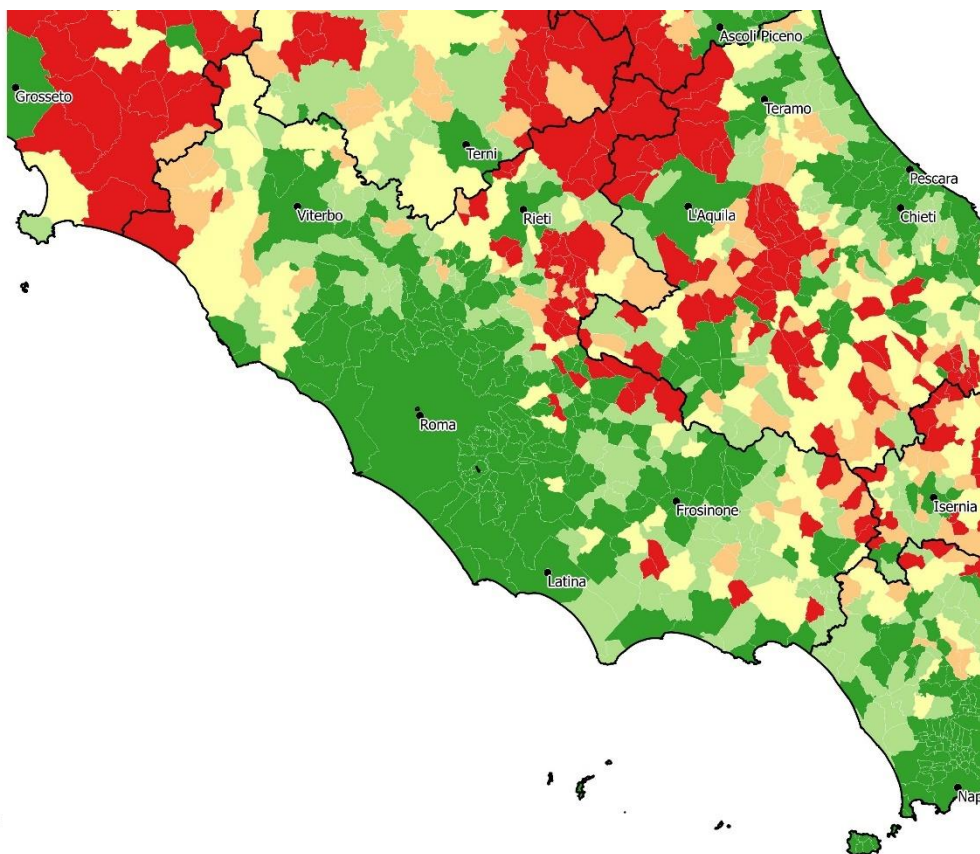 Ascoli Piceno
Grosseto
Teramo
Terni
Pescara
Viterbo
Rieti
L'Aquila
Chieti
Roma
Frosinone
Isernia
Latina
Nap